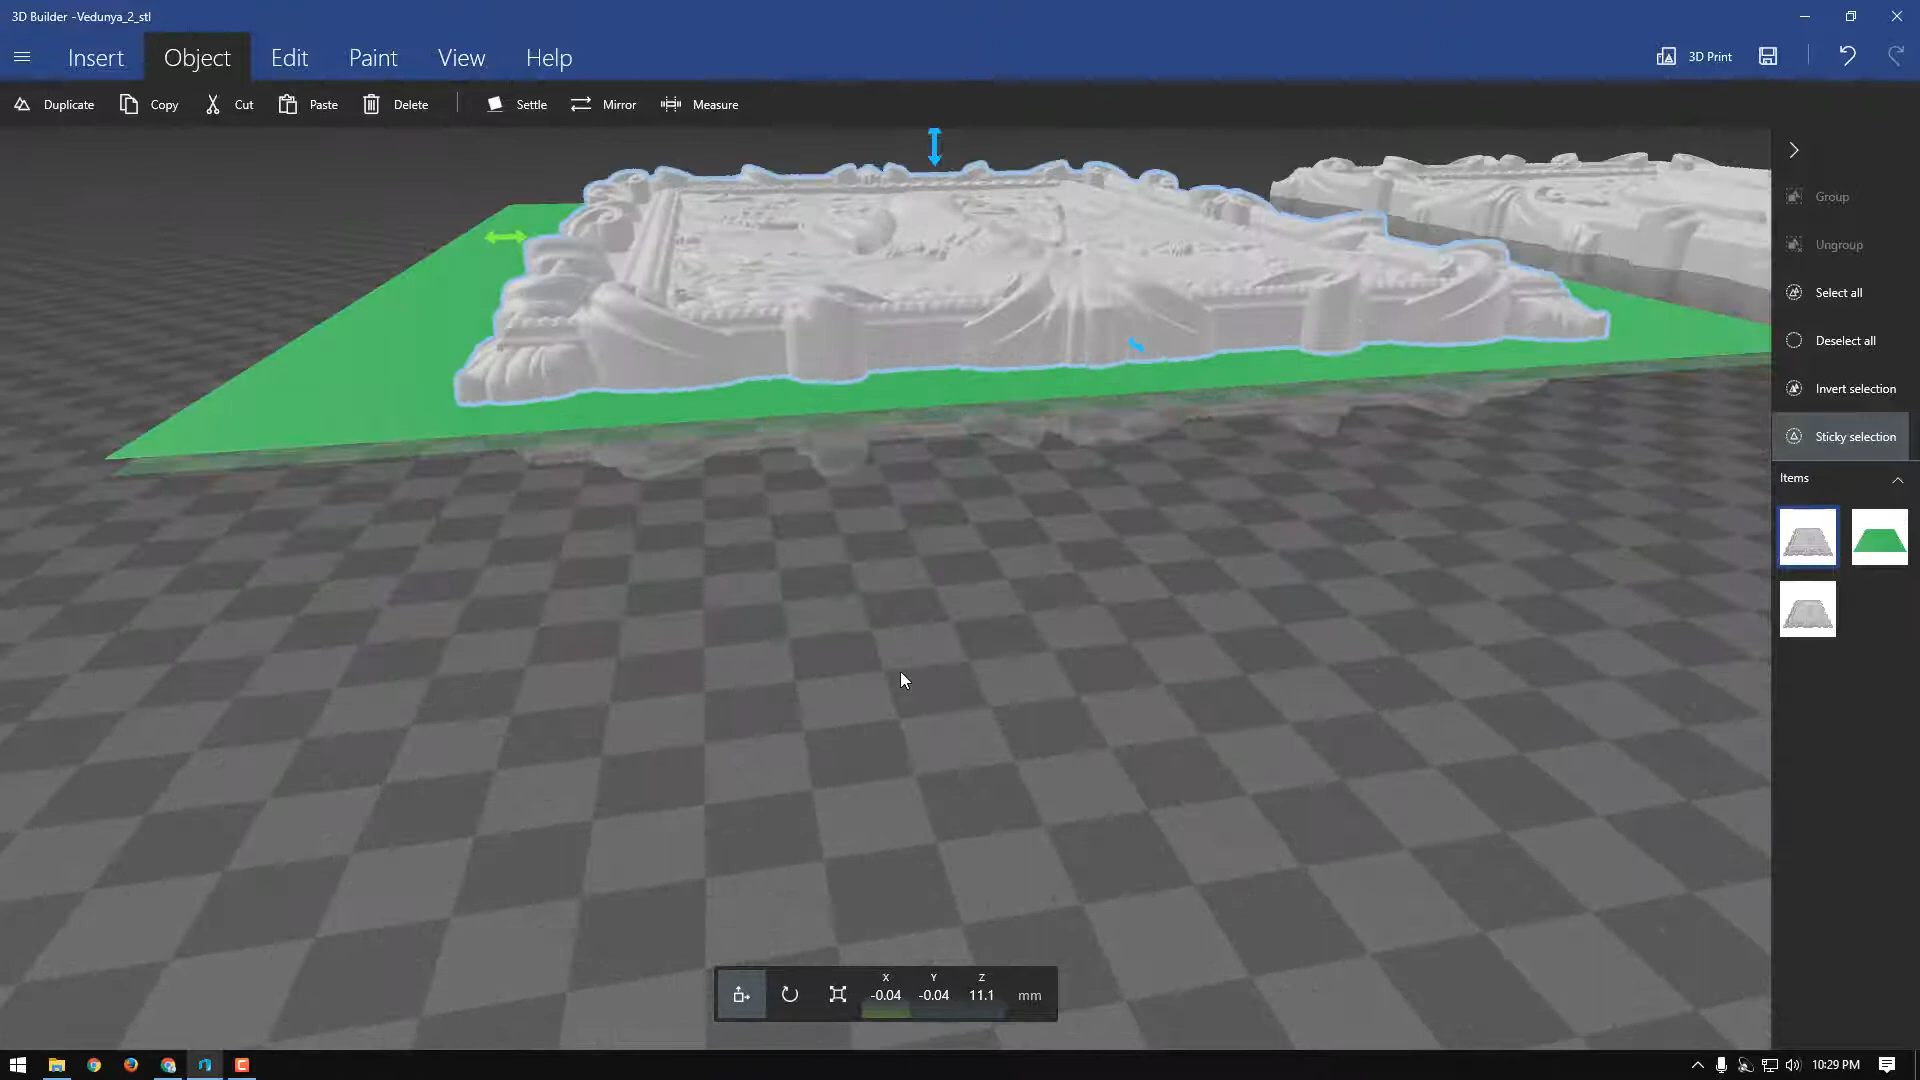 3D Builder -Vedunya_2_stl
Insert Object Edit Paint View Help 3D Print
Duplicate Copy Cut Paste Delete Settle Mirror Measure
Group
Ungroup
Select all
Deselect all
Invert selection
Sticky selection
Items
X Y Z
-0.04 -0.04 11.1 mm
10:29 PM